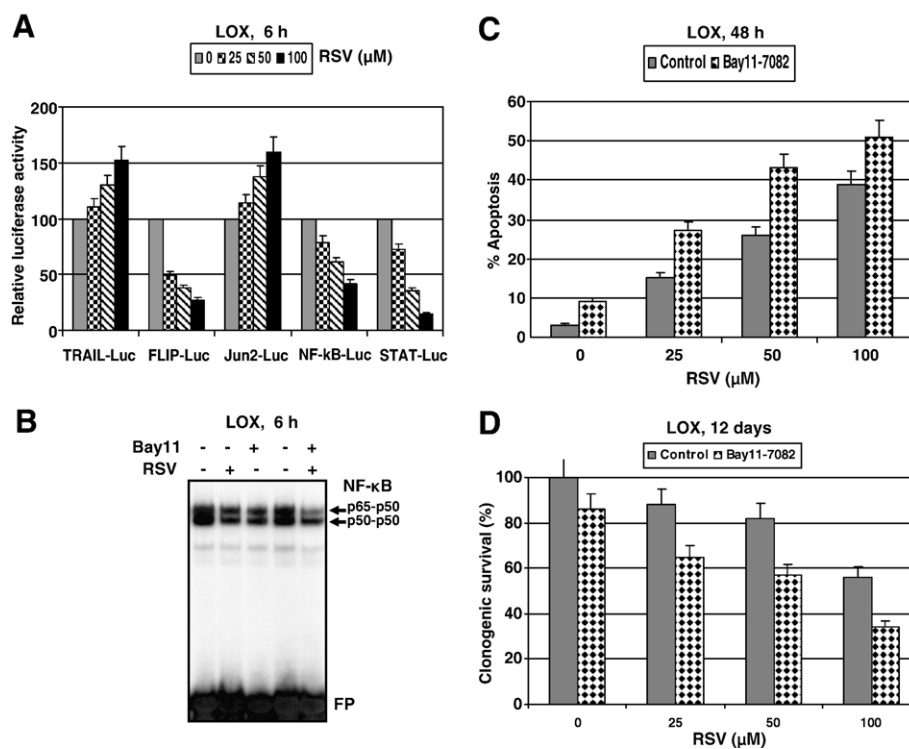 A
LOX, 6 h
0 25 50 100 RSV (µM)
Relative luciferase activity
200
150
100
50
0
TRAIL-Luc FLIP-Luc Jun2-Luc NF-kB-Luc STAT-Luc
B
LOX, 6 h
Bay11 - - + - +
RSV - + - - +
NF-κB
p65-p50
p50-p50
FP
C
LOX, 48 h
Control Bay11-7082
% Apoptosis
60
50
40
30
20
10
0
0 25 50 100
RSV (µM)
D
LOX, 12 days
Control Bay11-7082
Clonogenic survival (%)
100
80
60
40
20
0
0 25 50 100
RSV (µM)